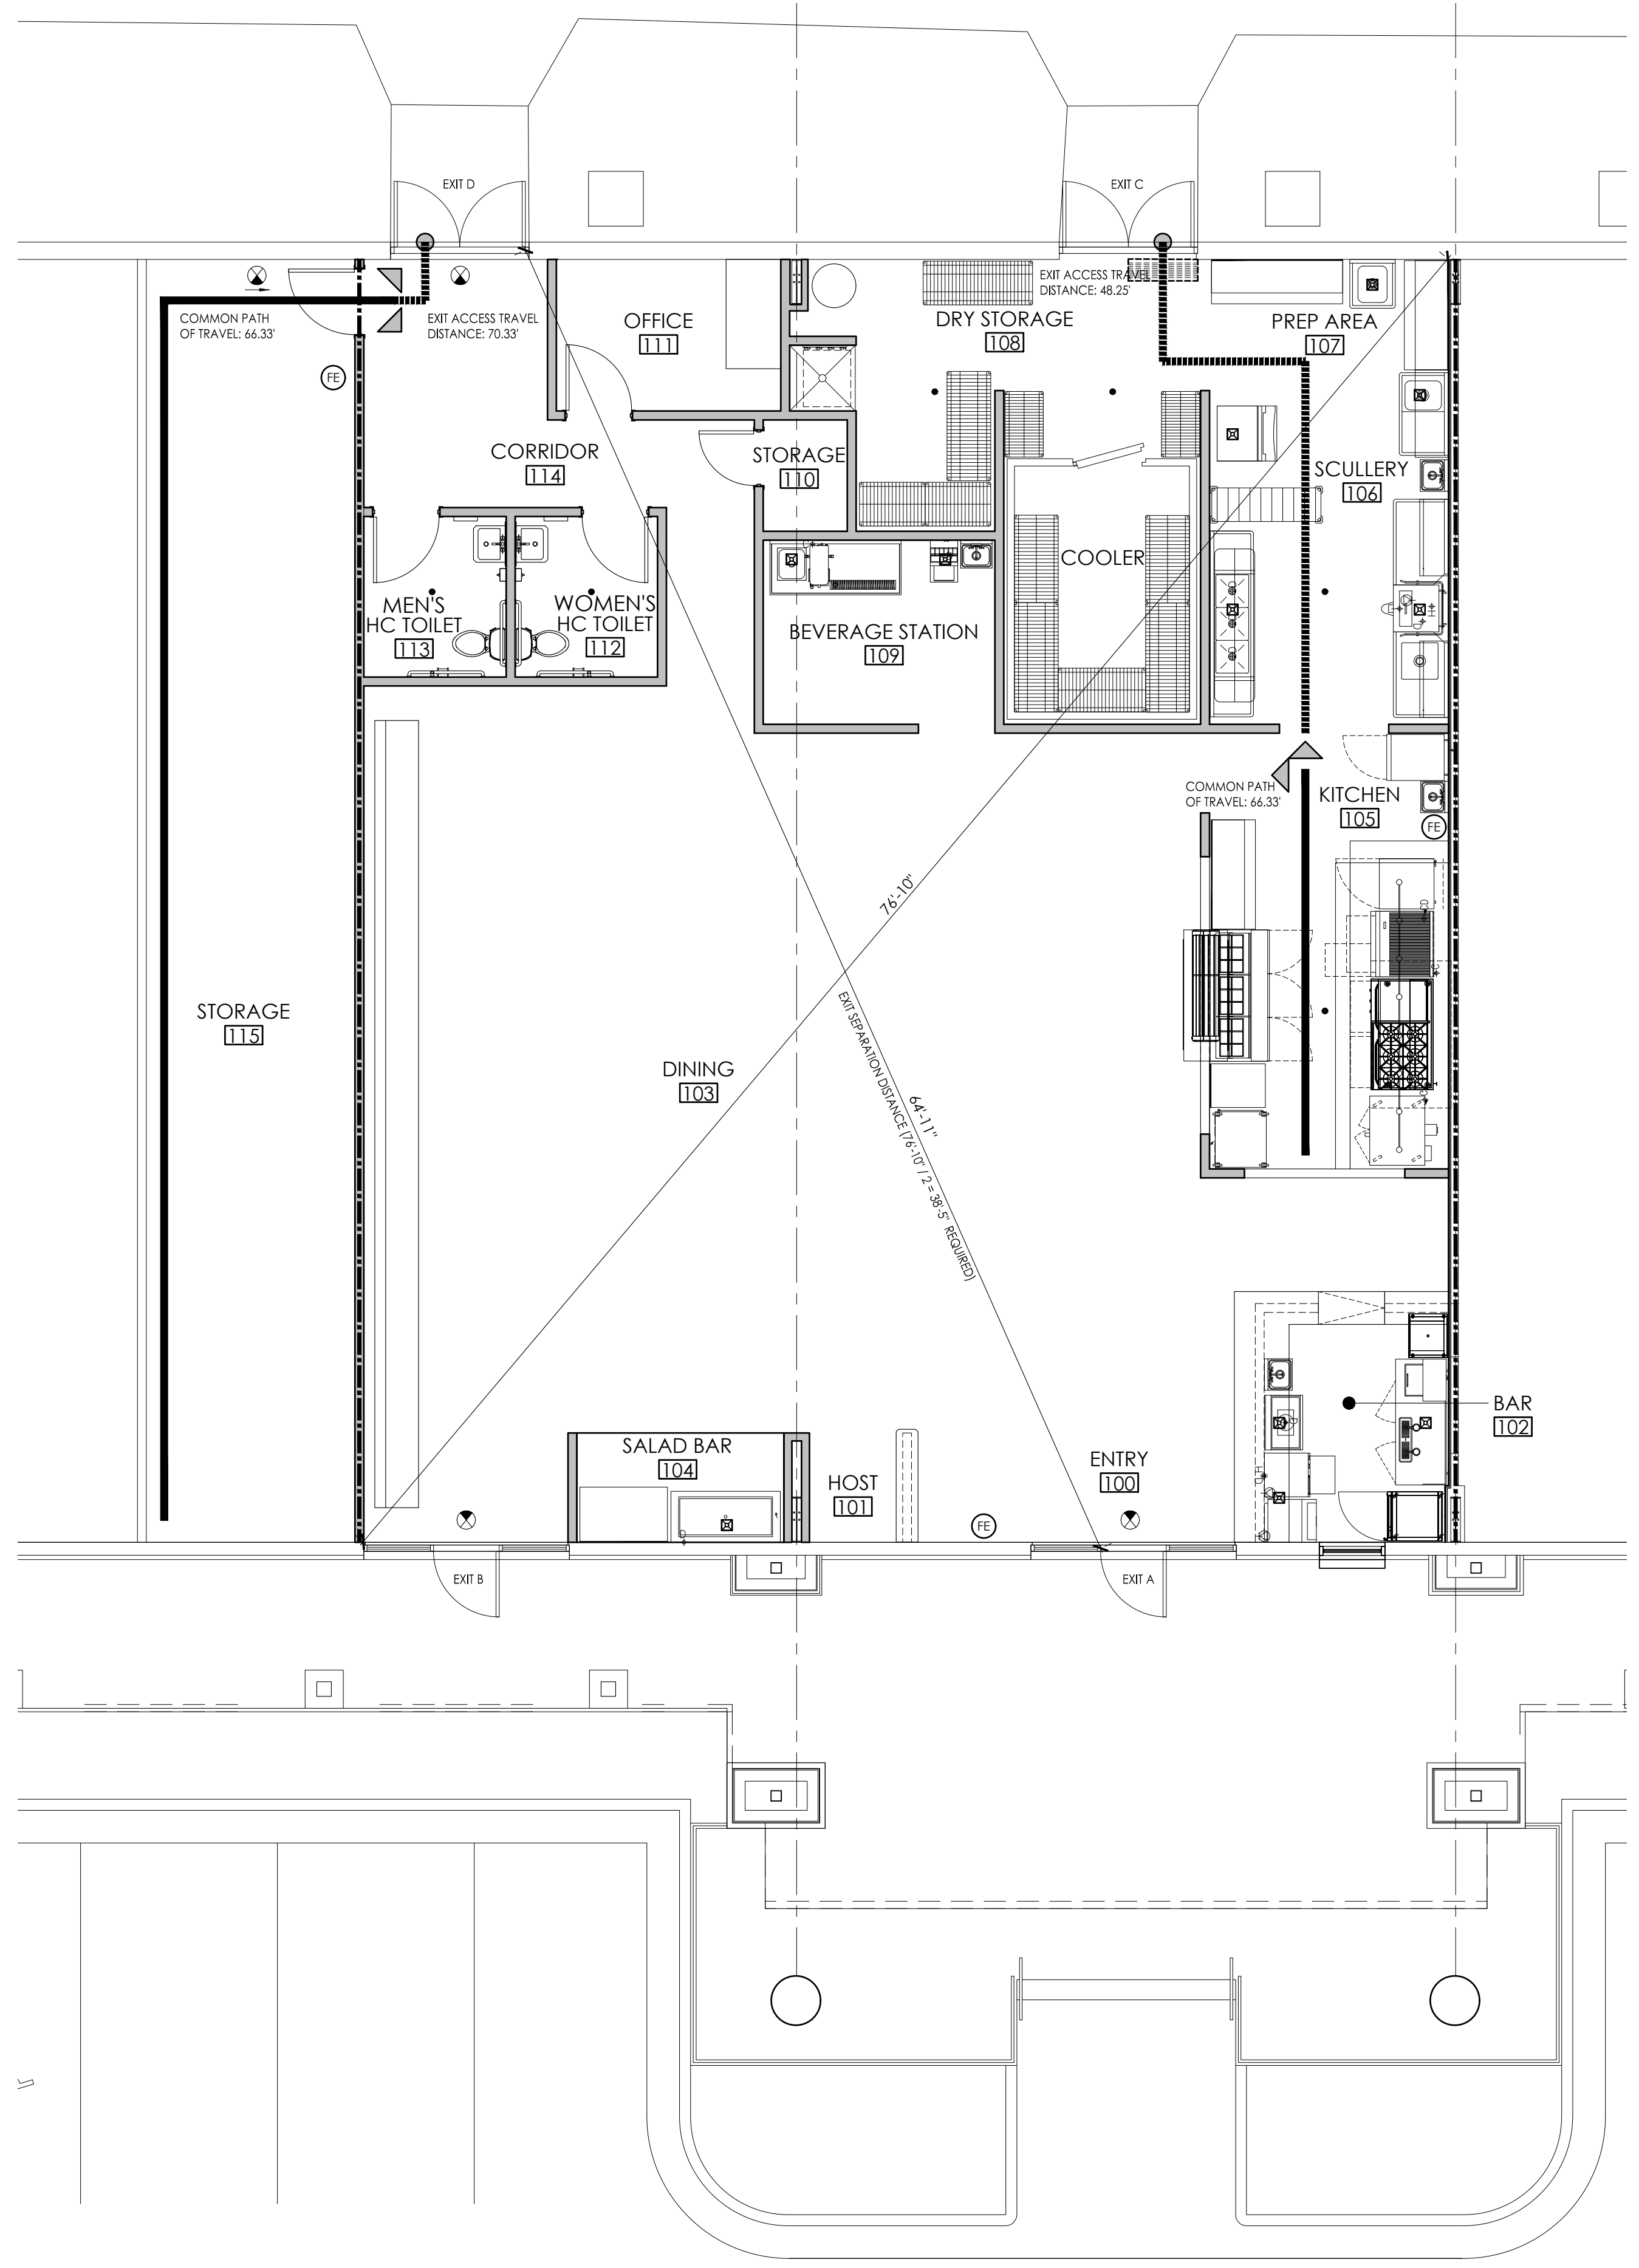 EXIT D
EXIT C
COMMON PATH
OF TRAVEL: 66.33'
EXIT ACCESS TRAVEL
DISTANCE: 70.33'
OFFICE
111
DRY STORAGE
108
EXIT ACCESS TRAVEL
DISTANCE: 48.25'
PREP AREA
107
FE
CORRIDOR
114
STORAGE
110
SCULLERY
106
COOLER
MEN'S
HC TOILET
113
WOMEN'S
HC TOILET
112
BEVERAGE STATION
109
COMMON PATH
OF TRAVEL: 66.33'
KITCHEN
105
FE
76'-10"
STORAGE
115
DINING
103
64'-11"
EXIT SEPARATION DISTANCE (76'-10" / 2 = 38'-5" REQUIRED)
SALAD BAR
104
HOST
101
ENTRY
100
BAR
102
FE
EXIT B
EXIT A